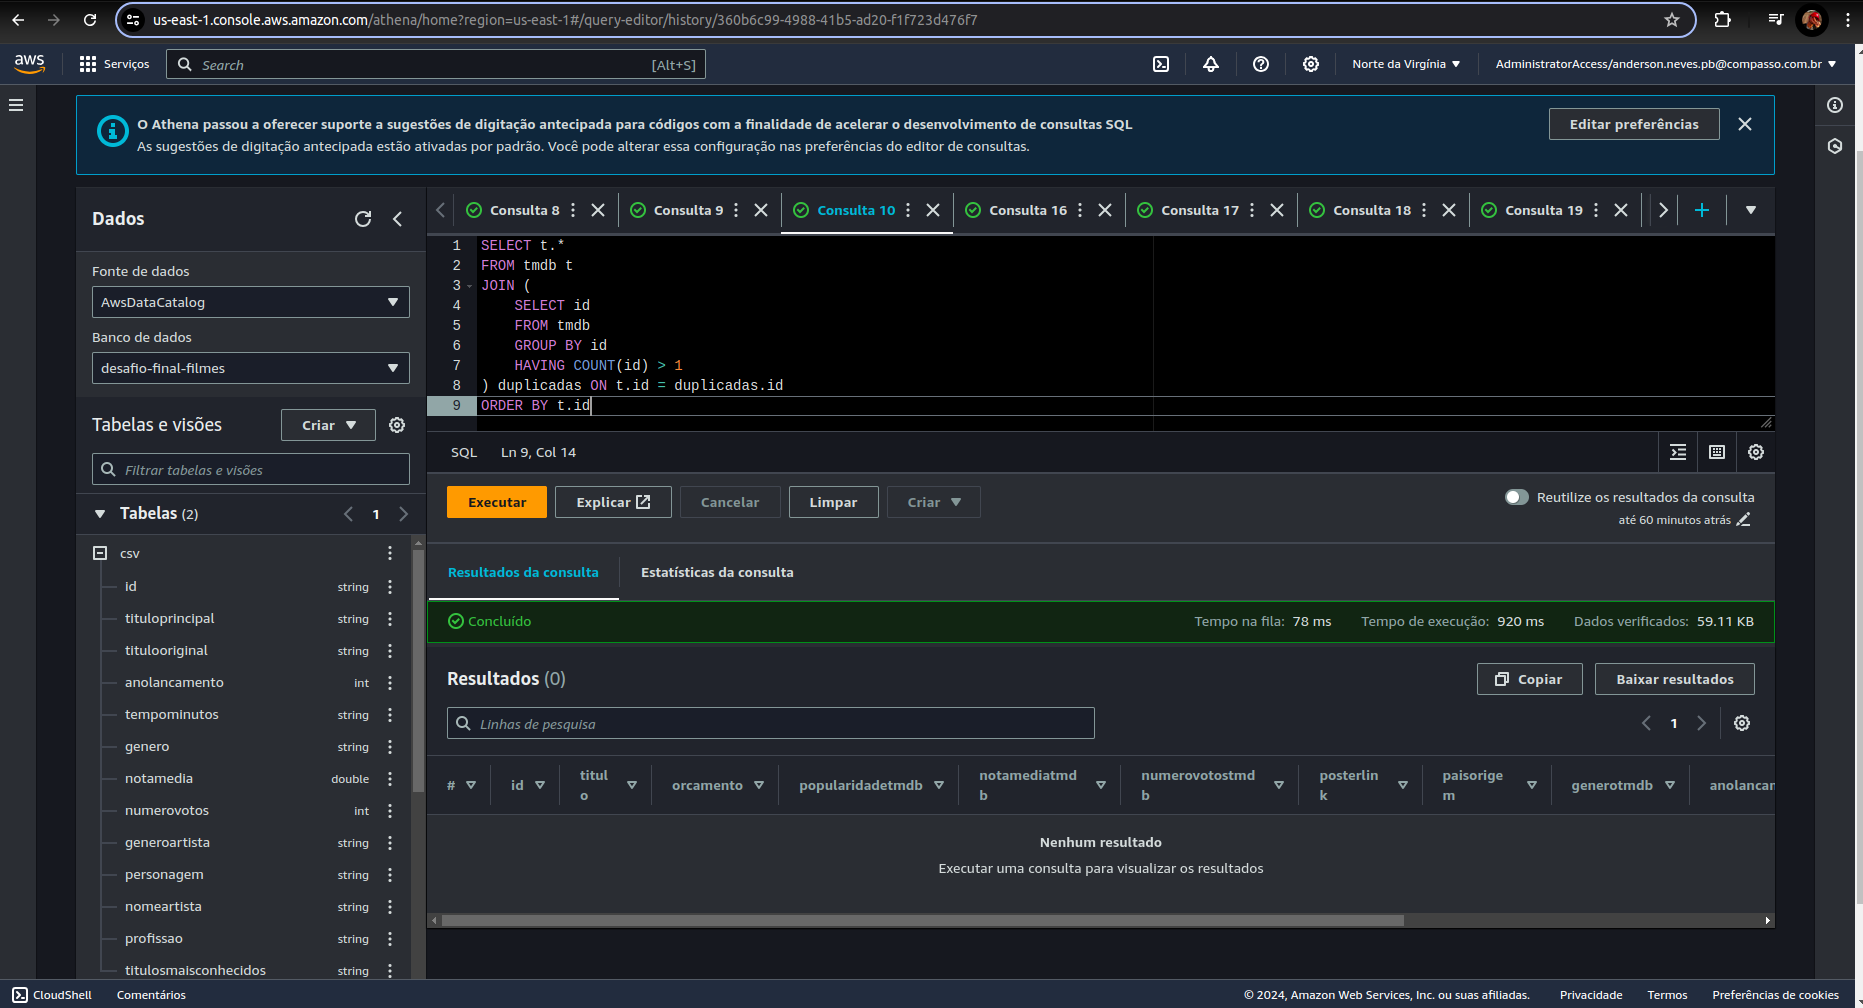 us-east-1.console.aws.amazon.com/athena/home?region=us-east-1#/query-editor/history/360b6c99-4988-41b5-ad20-f1f723d476f7
aws
Serviços
Search
[Alt+S]
Norte da Virgínia
AdministratorAccess/anderson.neves.pb@compasso.com.br
O Athena passou a oferecer suporte a sugestões de digitação antecipada para códigos com a finalidade de acelerar o desenvolvimento de consultas SQL
As sugestões de digitação antecipada estão ativadas por padrão. Você pode alterar essa configuração nas preferências do editor de consultas.
Editar preferências
Dados
Fonte de dados
AwsDataCatalog
Banco de dados
desafio-final-filmes
Tabelas e visões
Criar
Filtrar tabelas e visões
Tabelas (2)
1
csv
id string
tituloprincipal string
titulooriginal string
anolancamento int
tempominutos string
genero string
notamedia double
numerovotos int
generoartista string
personagem string
nomeartista string
profissao string
titulosmaisconhecidos string
Consulta 8
Consulta 9
Consulta 10
Consulta 16
Consulta 17
Consulta 18
Consulta 19
1 SELECT t.*
2 FROM tmdb t
3 JOIN (
4     SELECT id
5     FROM tmdb
6     GROUP BY id
7     HAVING COUNT(id) > 1
8 ) duplicadas ON t.id = duplicadas.id
9 ORDER BY t.id
SQL
Ln 9, Col 14
Executar
Explicar
Cancelar
Limpar
Criar
Reutilize os resultados da consulta
até 60 minutos atrás
Resultados da consulta
Estatísticas da consulta
Concluído
Tempo na fila: 78 ms
Tempo de execução: 920 ms
Dados verificados: 59.11 KB
Resultados (0)
Copiar
Baixar resultados
Linhas de pesquisa
1
#
id
titul
o
orcamento
popularidadetmdb
notamediatmd
b
numerovotostmd
b
posterlin
k
paisorige
m
generotmdb
anolancar
Nenhum resultado
Executar uma consulta para visualizar os resultados
CloudShell
Comentários
© 2024, Amazon Web Services, Inc. ou suas afiliadas.
Privacidade
Termos
Preferências de cookies